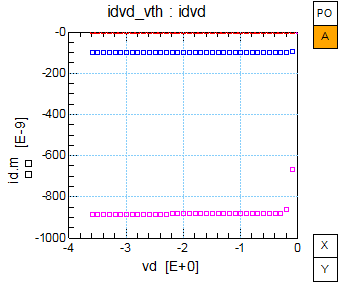 idvd_vth : idvd
PO
A
-0
-200
-400
-600
-800
-1000
id.m [E-9]
-4 -3 -2 -1 0
vd [E+0]
X
Y